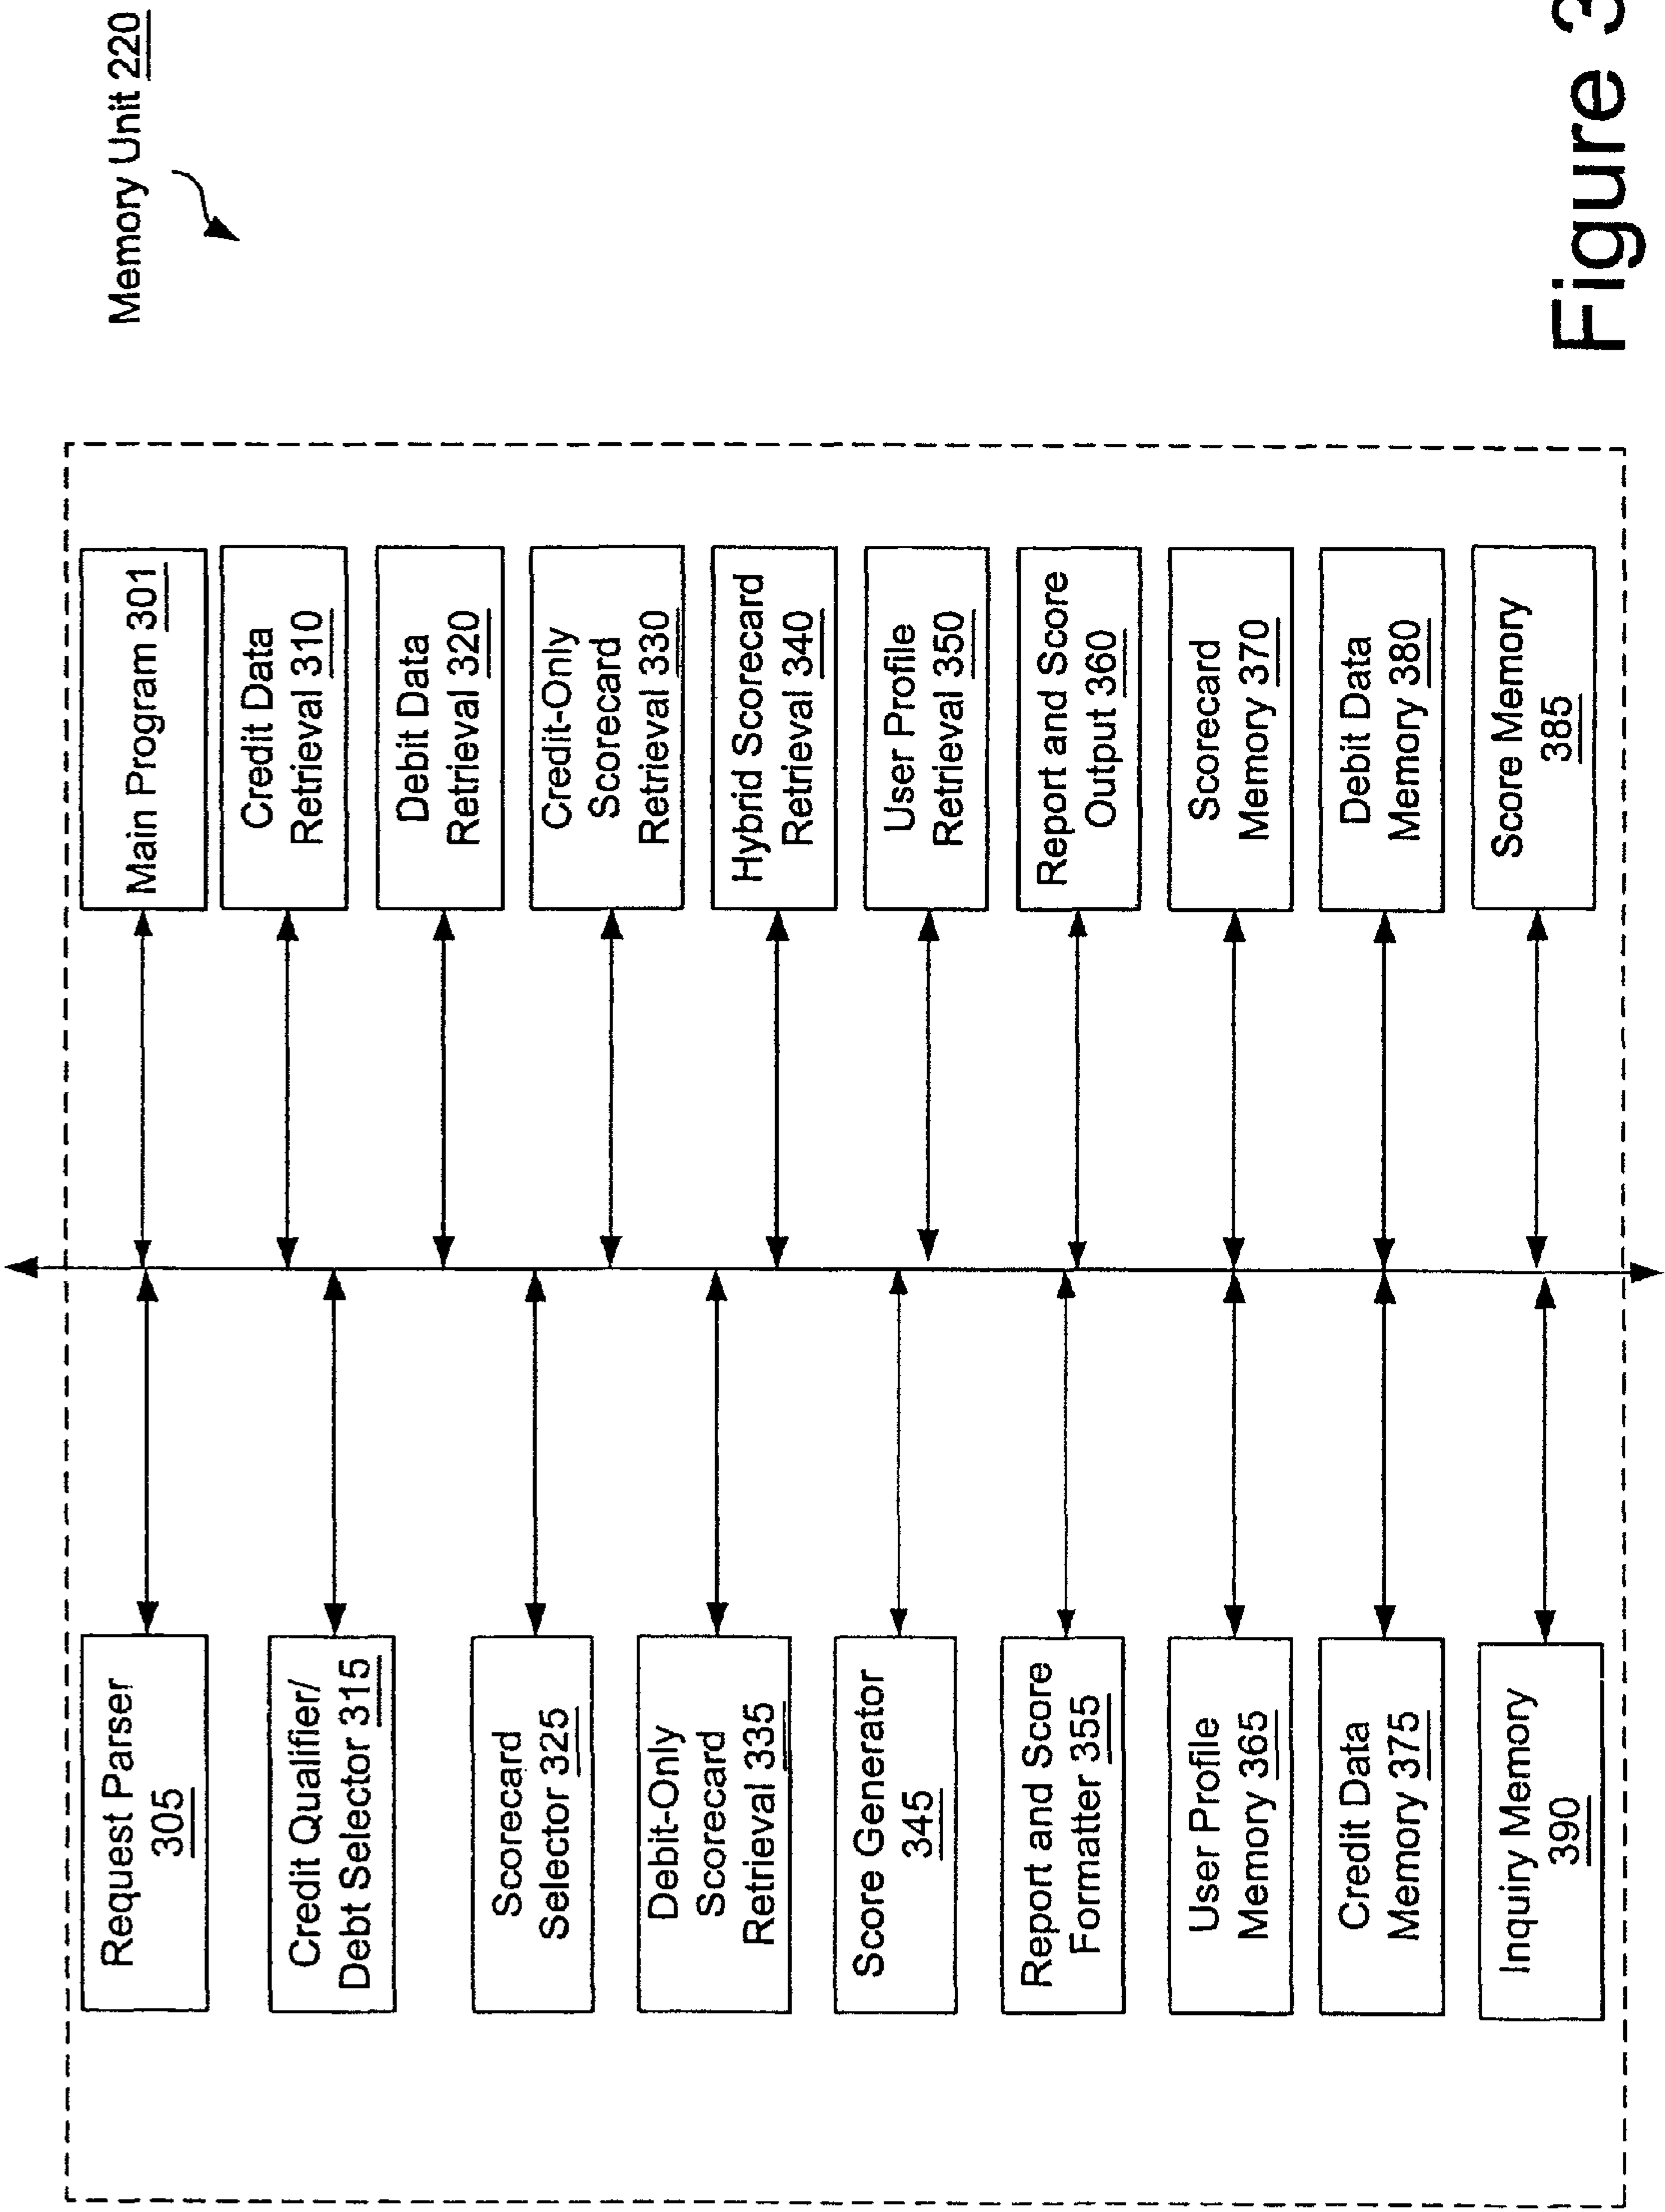 Memory Unit 220
Request Parser
305
Main Program 301
Credit Data
Retrieval 310
Credit Qualifier/
Debt Selector 315
Debit Data
Retrieval 320
Scorecard
Selector 325
Credit-Only
Scorecard
Retrieval 330
Debit-Only
Scorecard
Retrieval 335
Hybrid Scorecard
Retrieval 340
Score Generator
345
User Profile
Retrieval 350
Report and Score
Formatter 355
Report and Score
Output 360
User Profile
Memory 365
Scorecard
Memory 370
Credit Data
Memory 375
Debit Data
Memory 380
Score Memory
385
Inquiry Memory
390
Figure 3